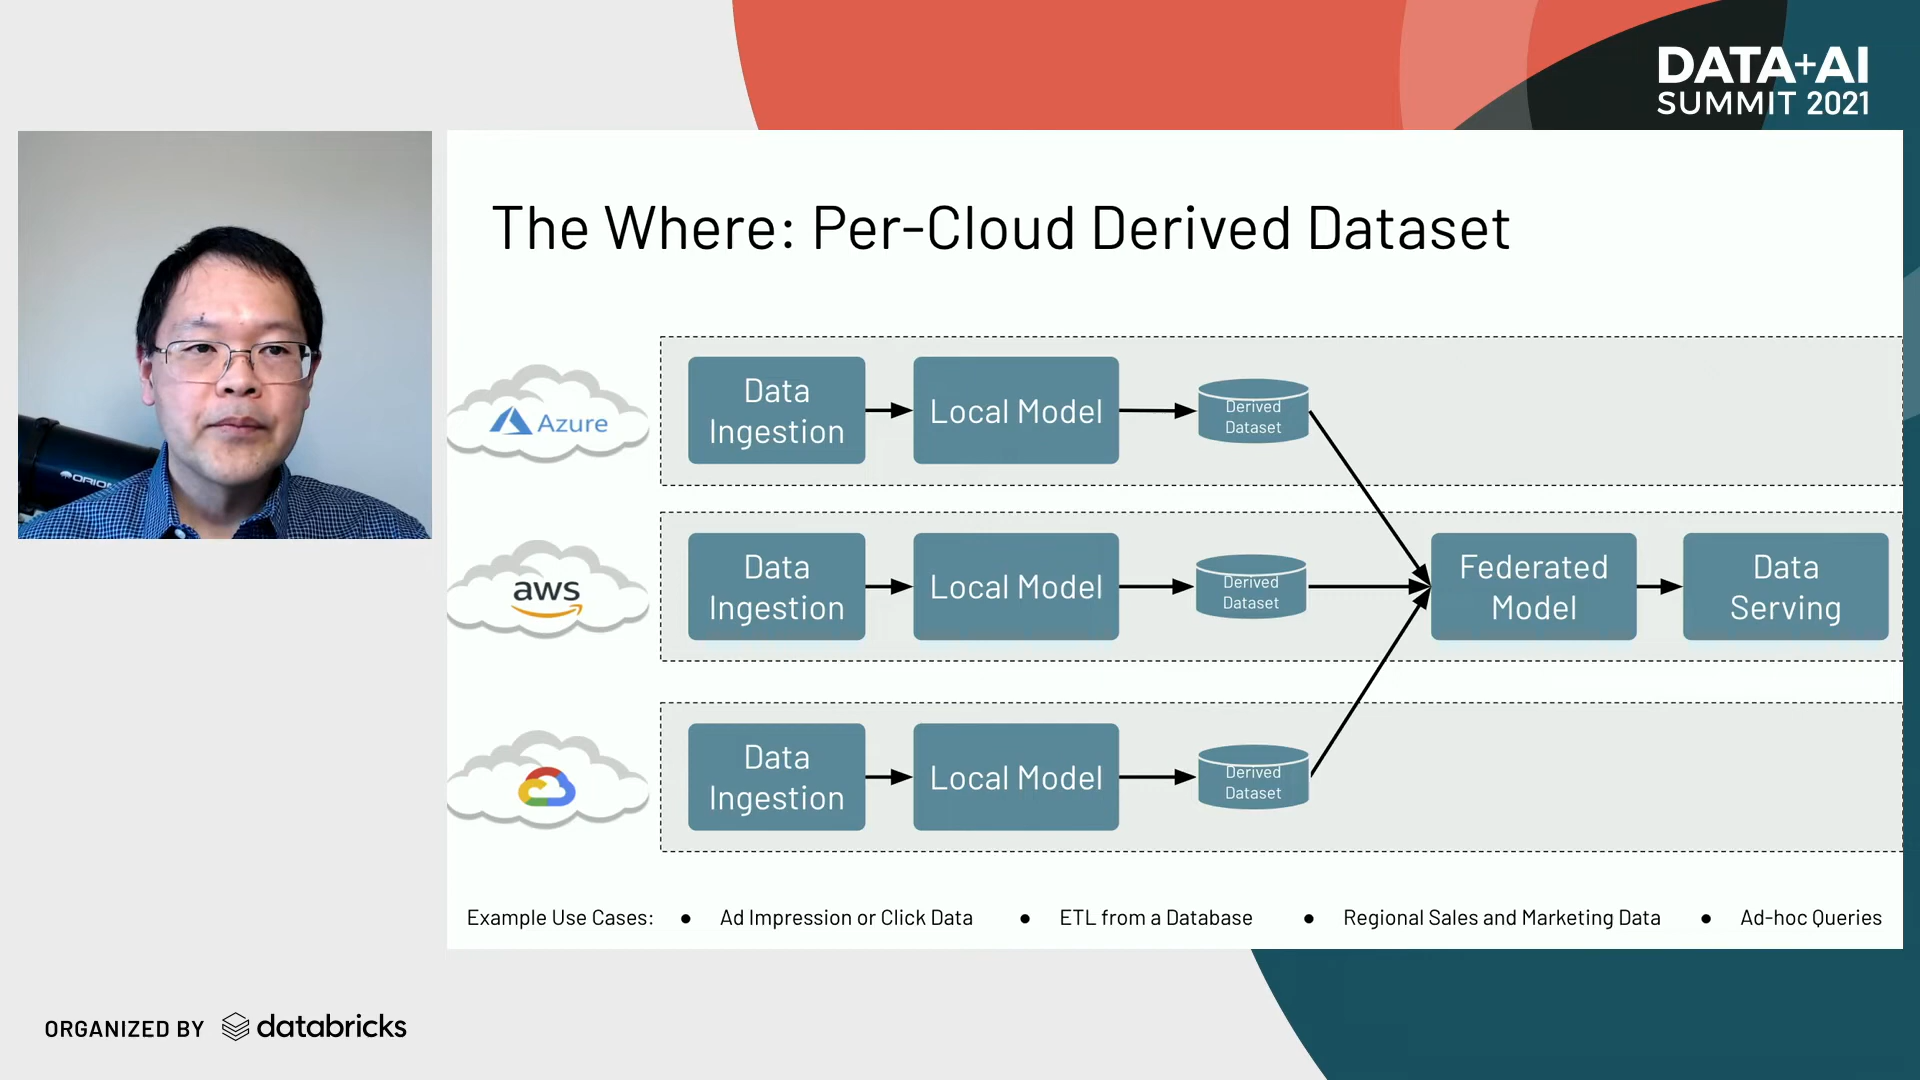 DATA+AI
SUMMIT 2021
The Where: Per-Cloud Derived Dataset
Azure
Data
Ingestion
Local Model
Derived
Dataset
aws
Data
Ingestion
Local Model
Derived
Dataset
Federated
Model
Data
Serving
Data
Ingestion
Local Model
Derived
Dataset
Example Use Cases: ● Ad Impression or Click Data ● ETL from a Database ● Regional Sales and Marketing Data ● Ad-hoc Queries
ORGANIZED BY databricks